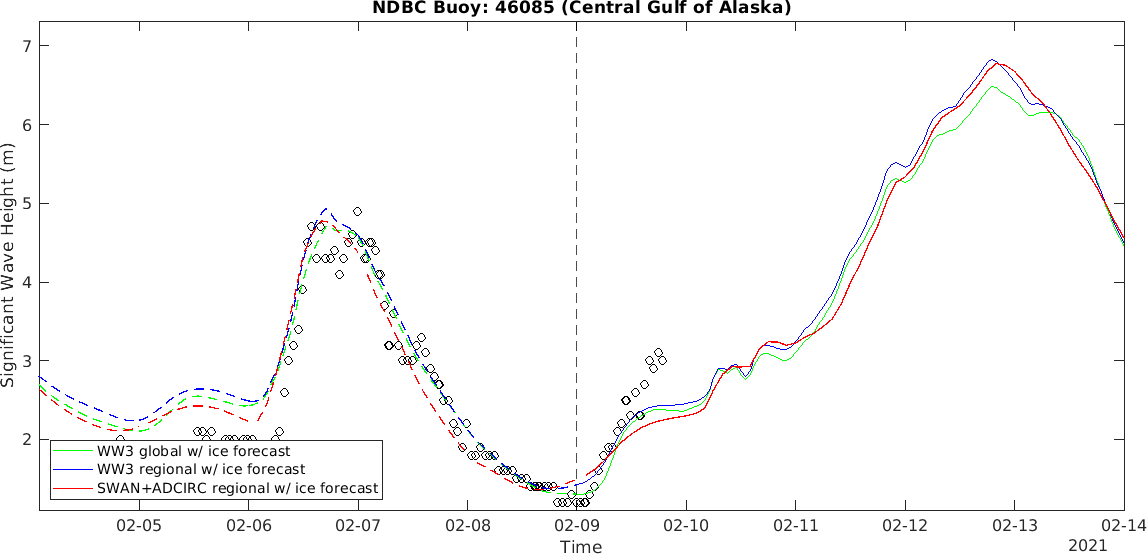 NDBC Buoy: 46085 (Central Gulf of Alaska)
Significant Wave Height (m)
7
6
5
4
3
2
WW3 global w/ ice forecast
WW3 regional w/ ice forecast
SWAN+ADCIRC regional w/ ice forecast
02-05 02-06 02-07 02-08 02-09 02-10 02-11 02-12 02-13 02-14
Time
2021